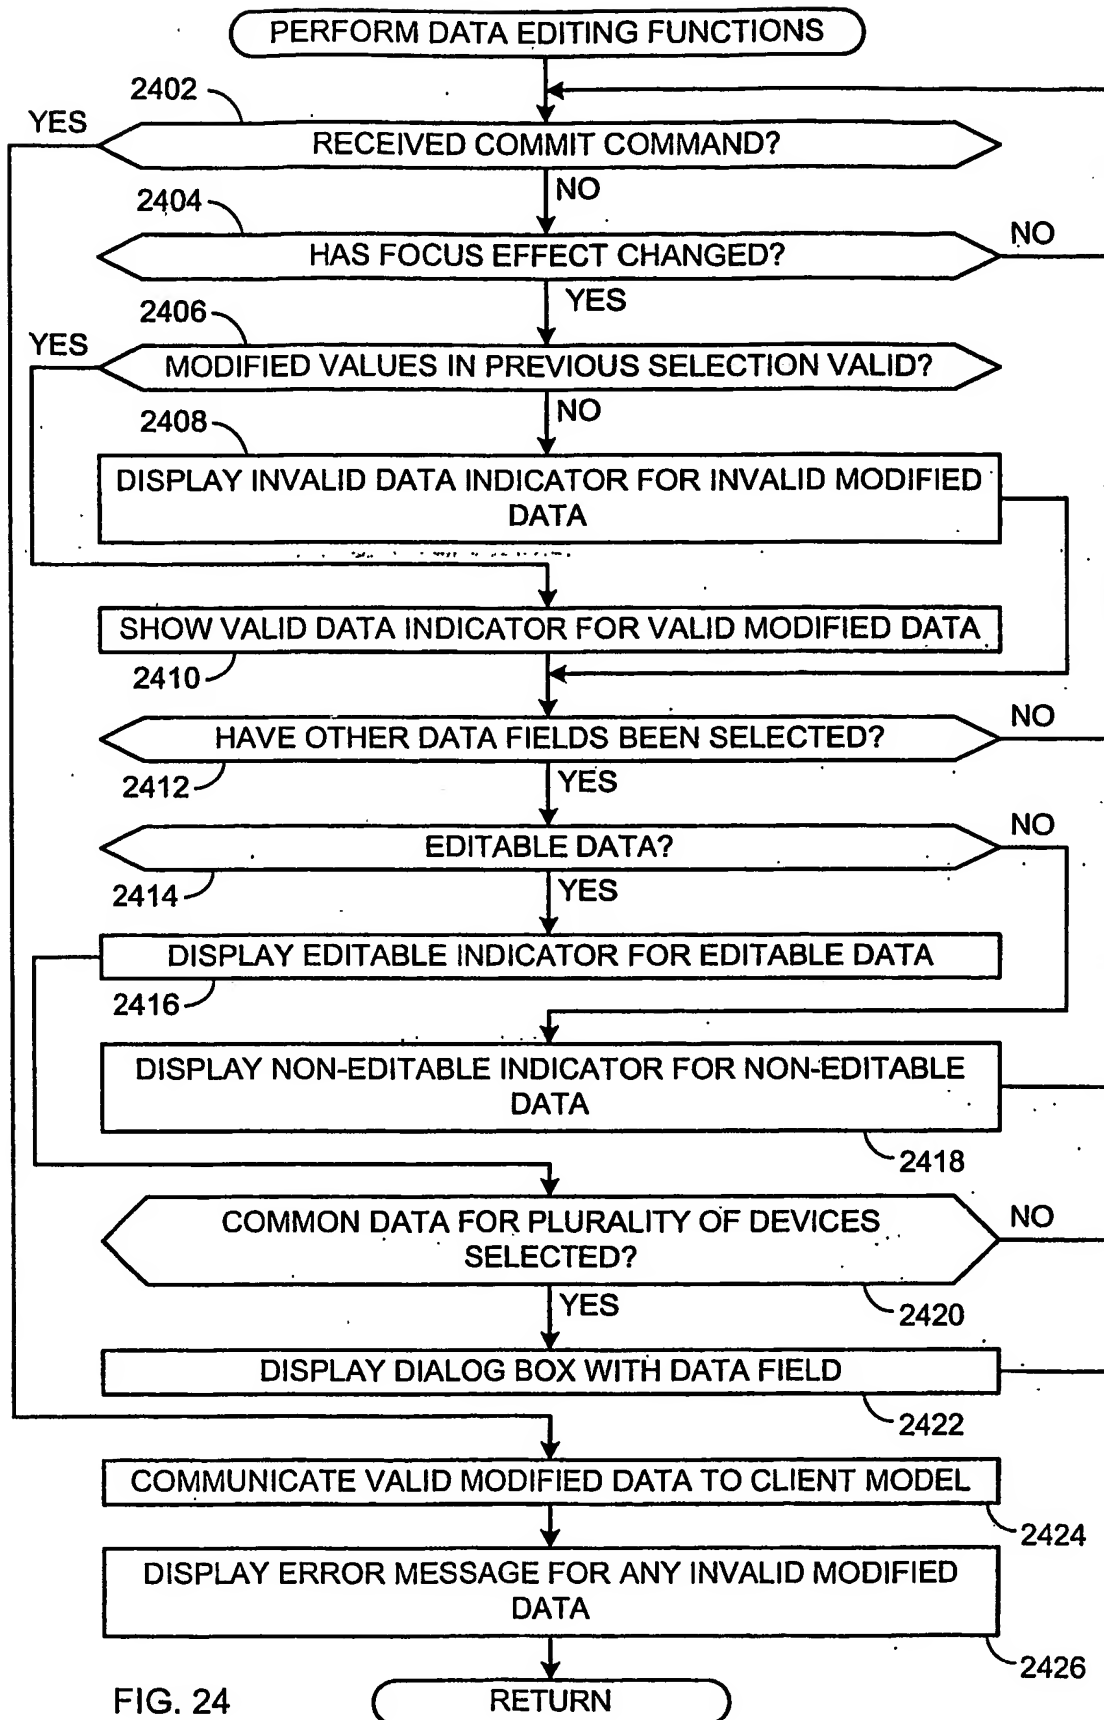 PERFORM DATA EDITING FUNCTIONS
2402
YES
RECEIVED COMMIT COMMAND?
NO
2404
HAS FOCUS EFFECT CHANGED?
NO
YES
2406
YES
MODIFIED VALUES IN PREVIOUS SELECTION VALID?
NO
2408
DISPLAY INVALID DATA INDICATOR FOR INVALID MODIFIED
DATA
SHOW VALID DATA INDICATOR FOR VALID MODIFIED DATA
2410
HAVE OTHER DATA FIELDS BEEN SELECTED?
NO
2412
YES
EDITABLE DATA?
NO
2414
YES
DISPLAY EDITABLE INDICATOR FOR EDITABLE DATA
2416
DISPLAY NON-EDITABLE INDICATOR FOR NON-EDITABLE
DATA
2418
COMMON DATA FOR PLURALITY OF DEVICES
SELECTED?
NO
YES
2420
DISPLAY DIALOG BOX WITH DATA FIELD
2422
COMMUNICATE VALID MODIFIED DATA TO CLIENT MODEL
2424
DISPLAY ERROR MESSAGE FOR ANY INVALID MODIFIED
DATA
2426
FIG. 24
RETURN